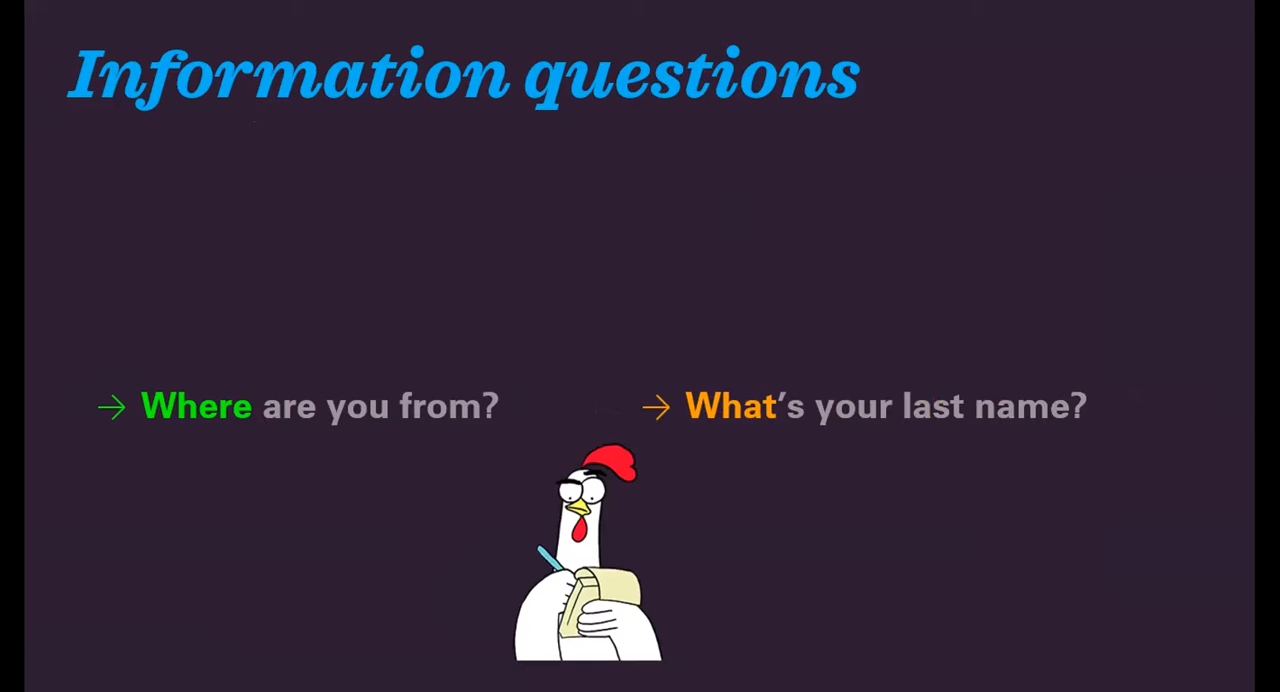 Information questions
→ Where are you from?
→ What's your last name?